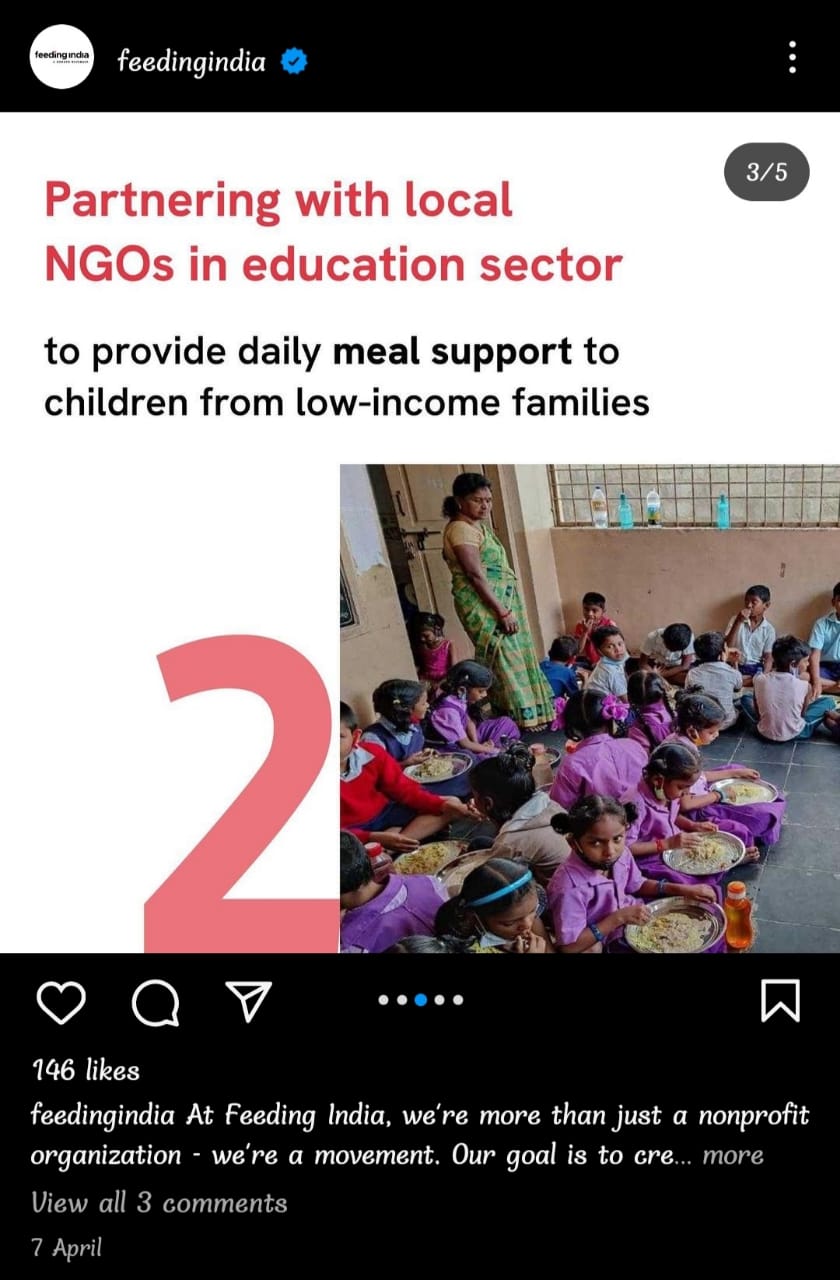 feeding india
feedingindia
3/5
Partnering with local
NGOs in education sector
to provide daily meal support to
children from low-income families
2
146 likes
feedingindia At Feeding India, we're more than just a nonprofit
organization - we're a movement. Our goal is to cre... more
View all 3 comments
7 April